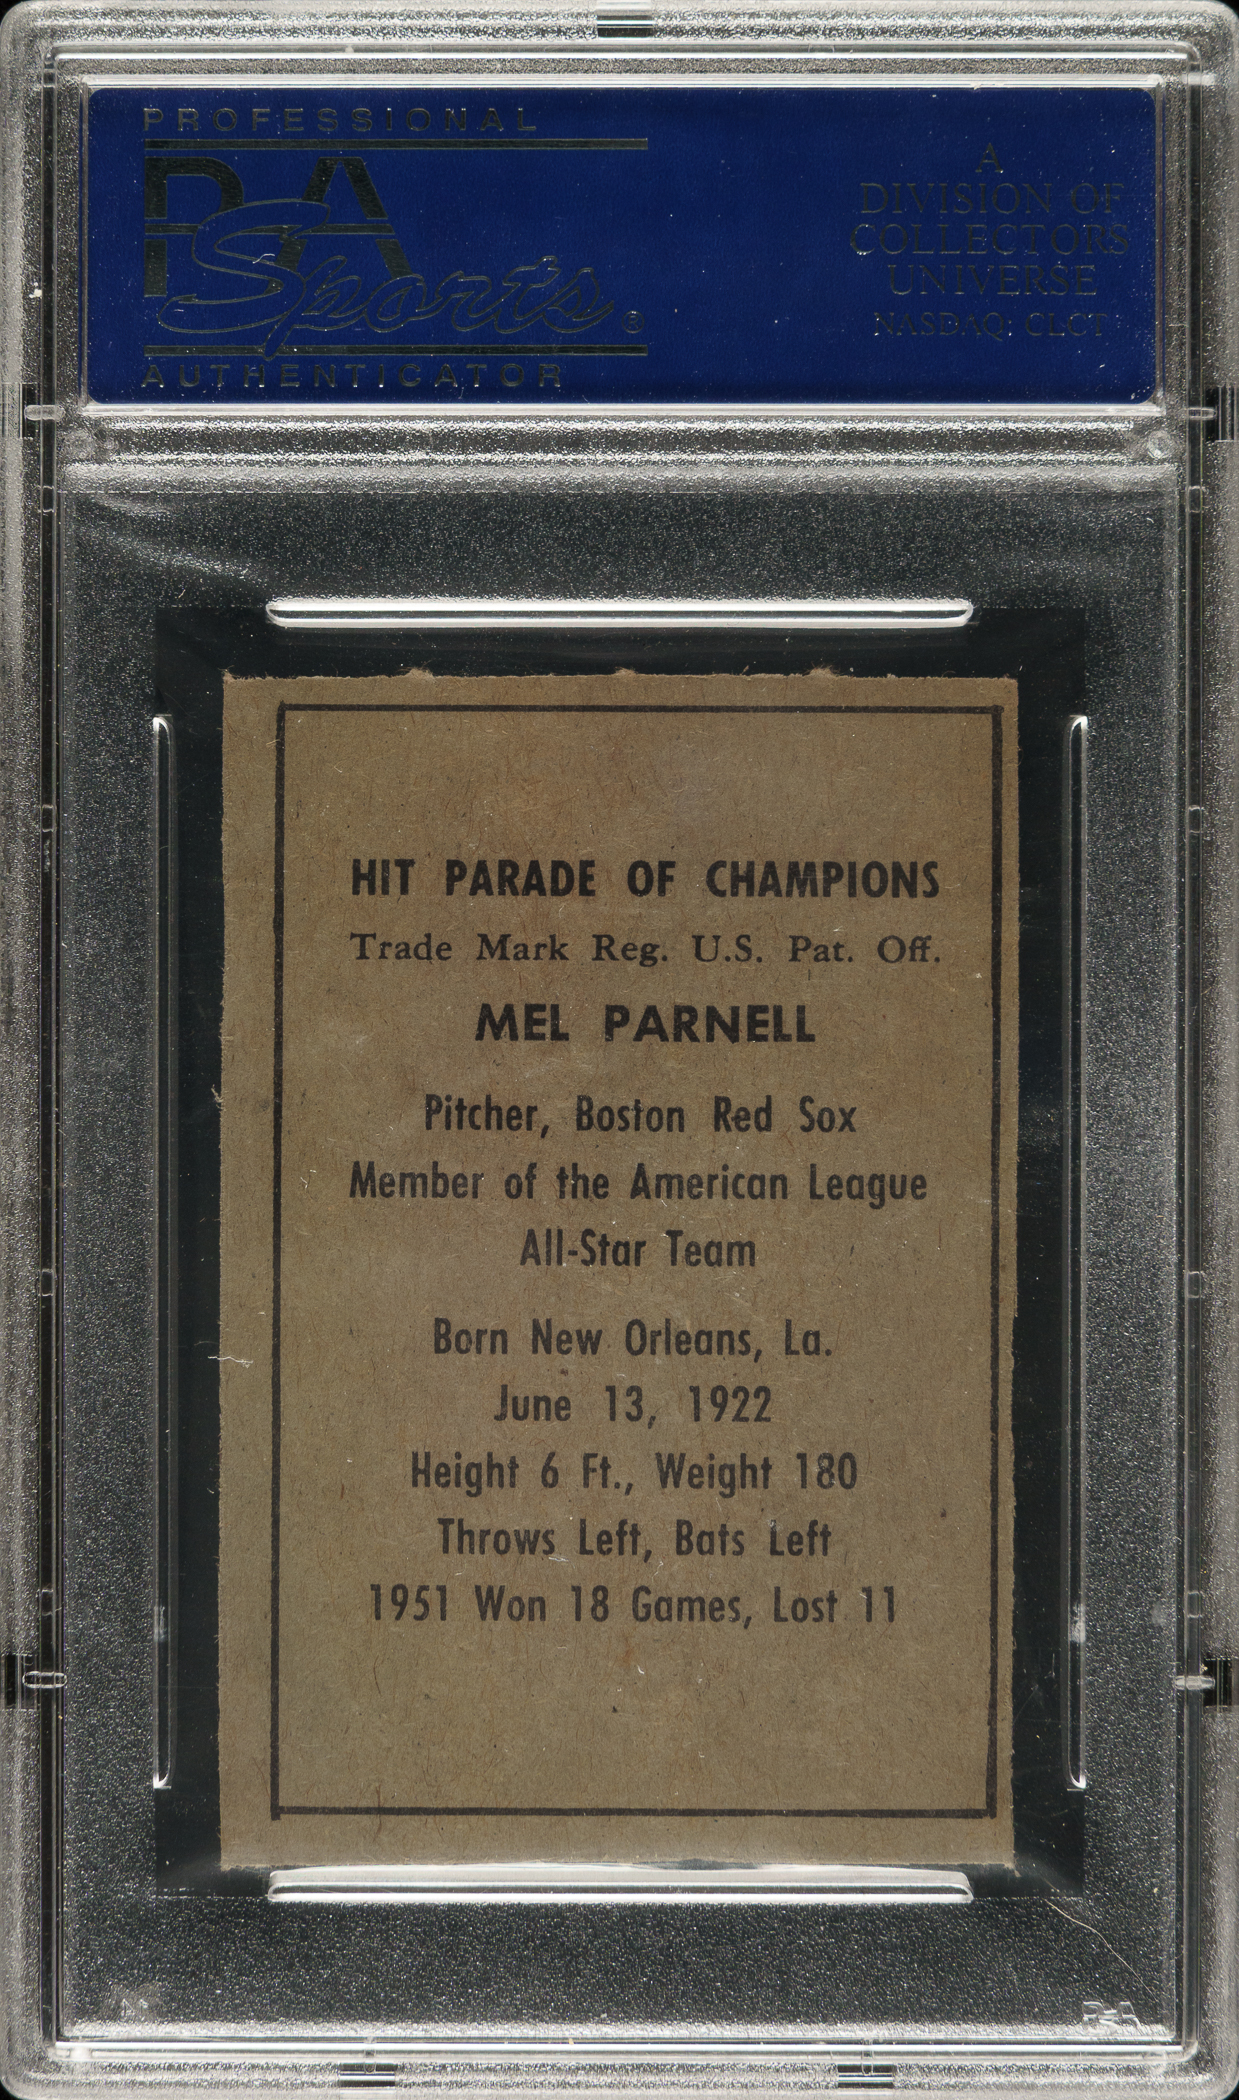 PROFESSIONAL
PSA
Sports®
AUTHENTICATOR
A
DIVISION OF
COLLECTORS
UNIVERSE
NASDAQ: CLCT
HIT PARADE OF CHAMPIONS
Trade Mark Reg. U.S. Pat. Off.
MEL PARNELL
Pitcher, Boston Red Sox
Member of the American League
All-Star Team
Born New Orleans, La.
June 13, 1922
Height 6 Ft., Weight 180
Throws Left, Bats Left
1951 Won 18 Games, Lost 11
PSA